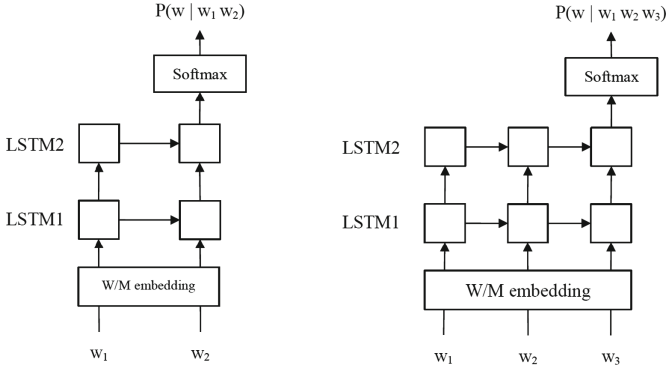 P(w | w₁ w₂)
Softmax
LSTM2
LSTM1
W/M embedding
w₁ w₂
P(w | w₁ w₂ w₃)
Softmax
LSTM2
LSTM1
W/M embedding
w₁ w₂ w₃